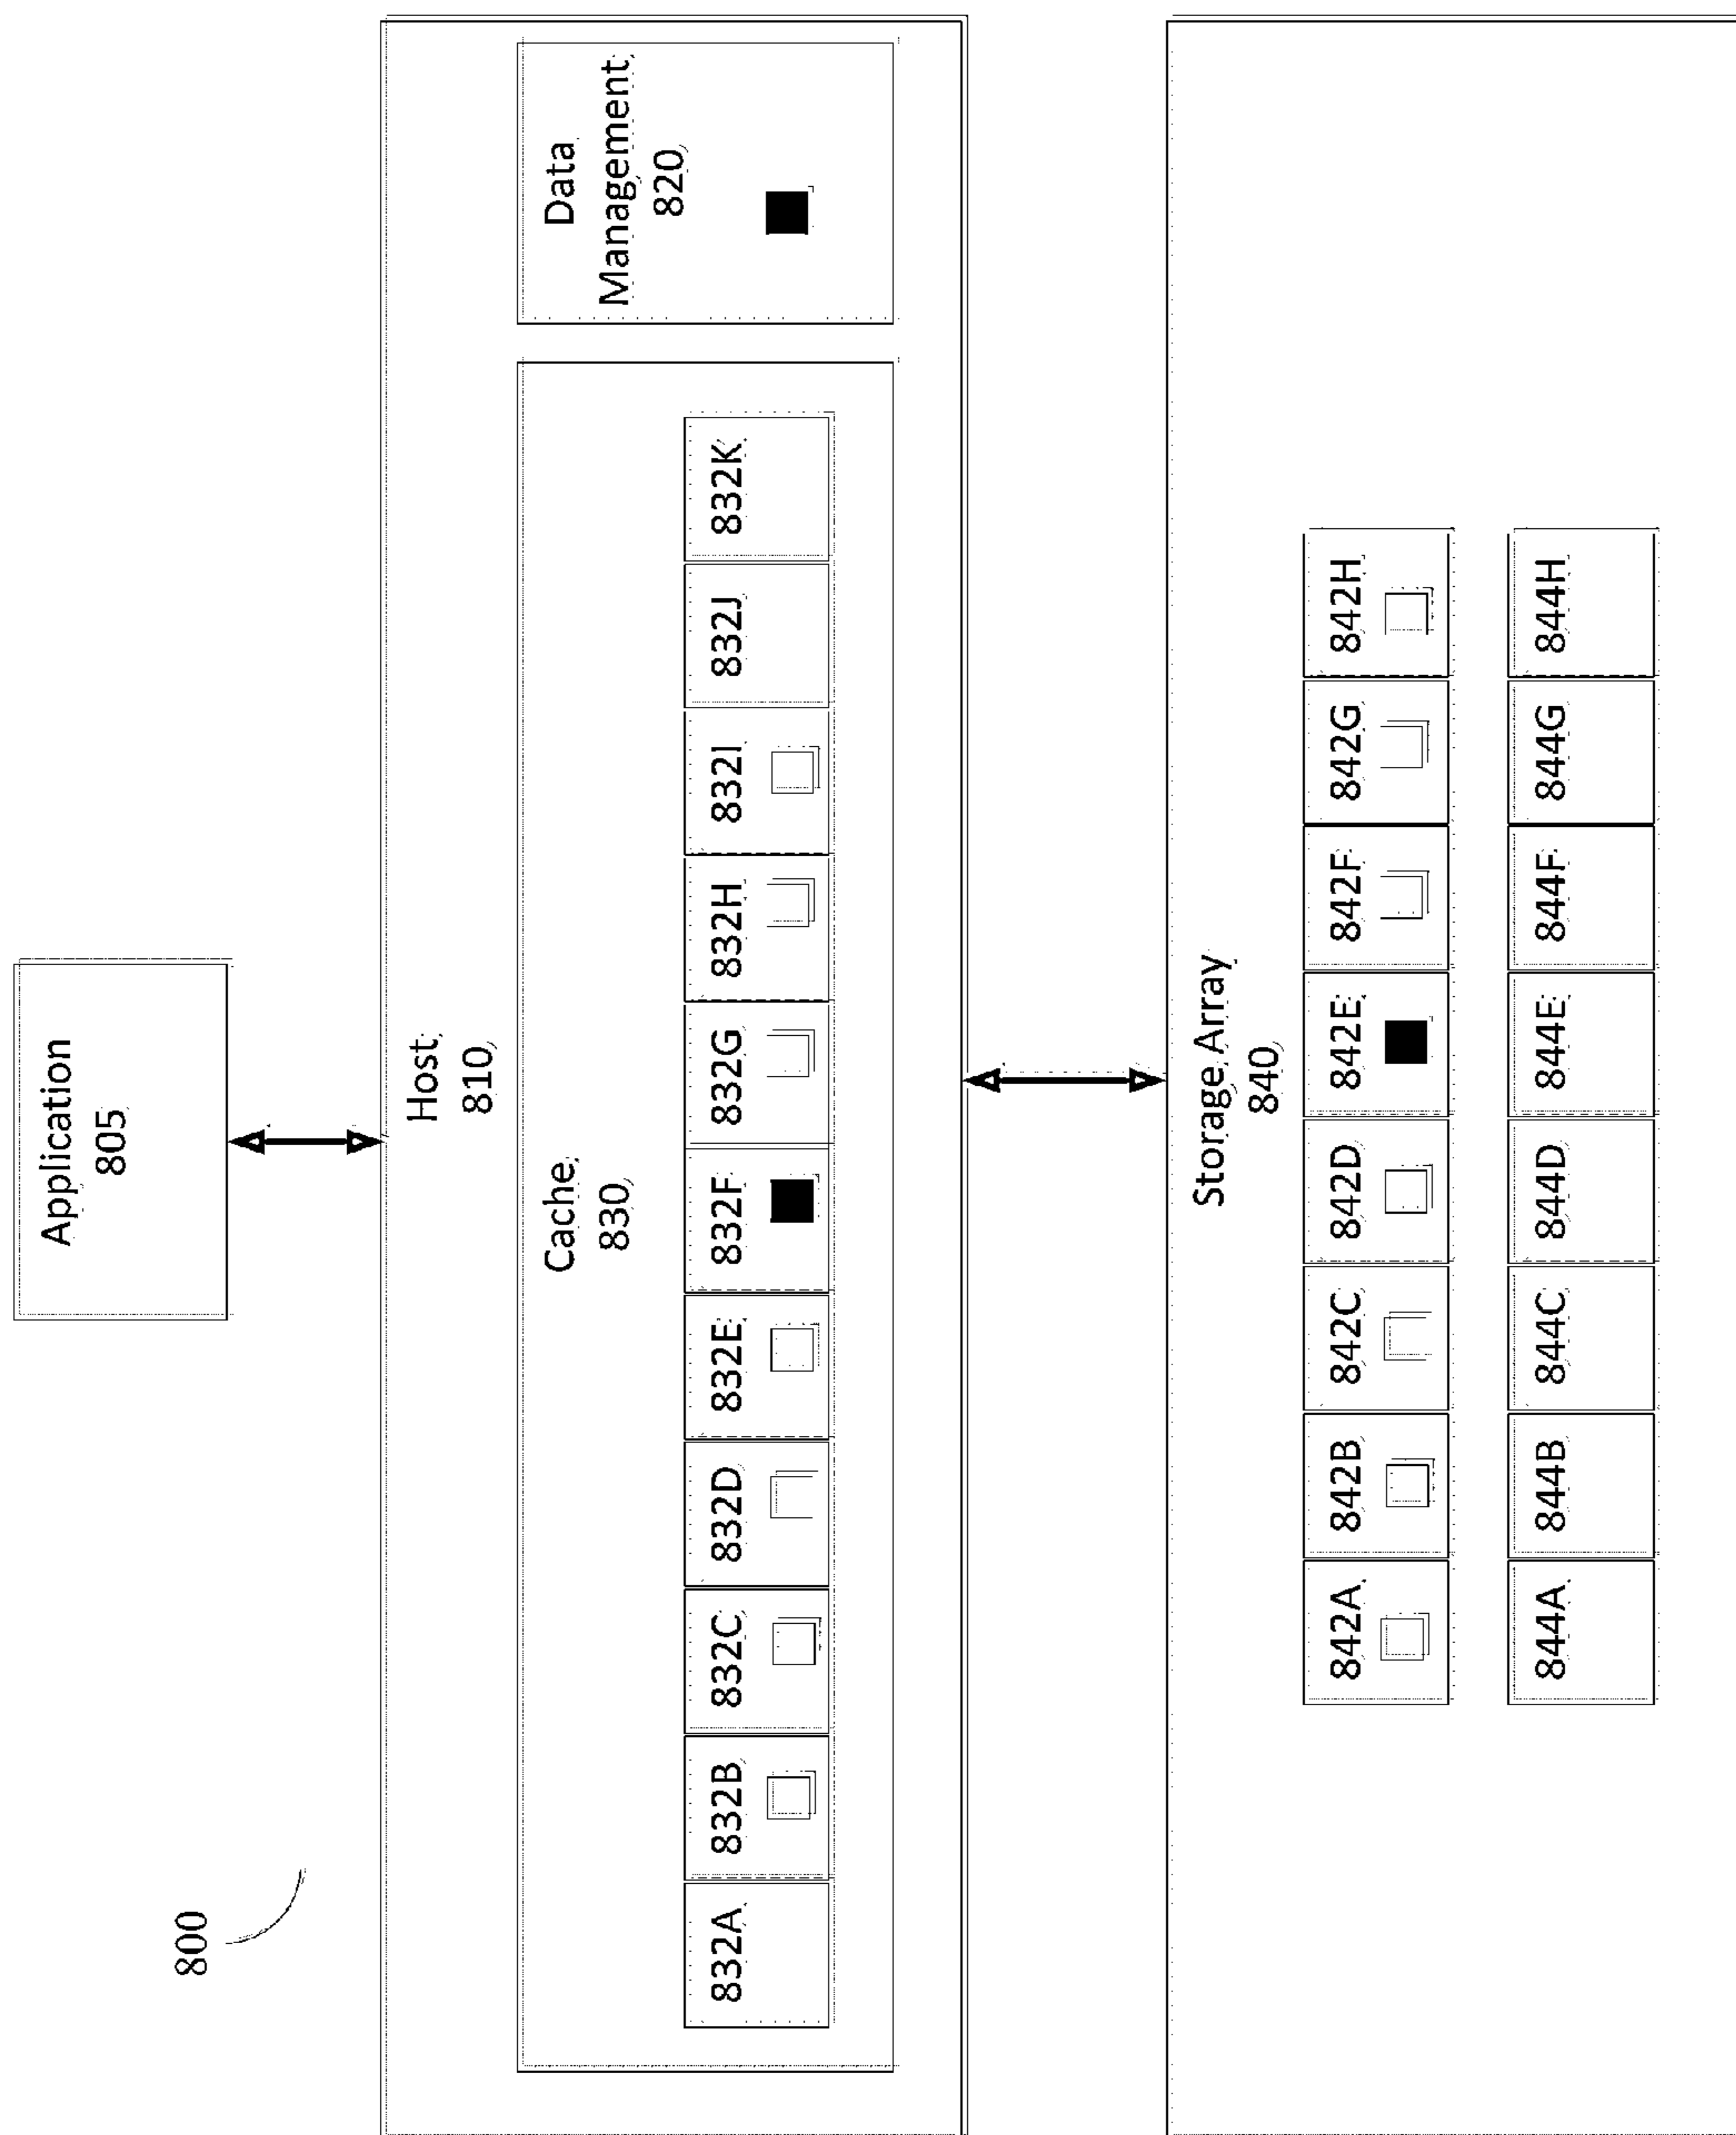 800
Application
805
Host
810
Cache
830
Data
Management
820
832A
832B
832C
832D
832E
832F
832G
832H
832I
832J
832K
Storage Array
840
842A
842B
842C
842D
842E
842F
842G
842H
844A
844B
844C
844D
844E
844F
844G
844H